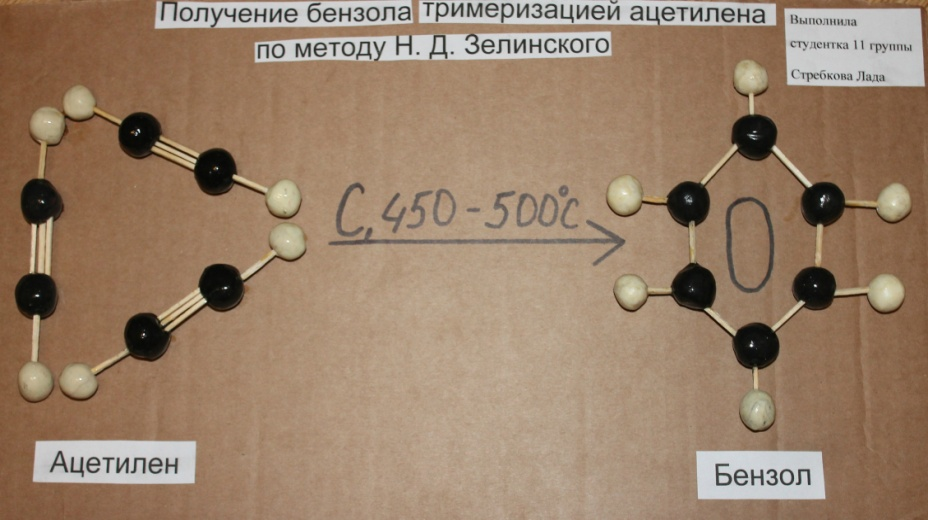 Получение бензола тримеризацией ацетилена
по методу Н. Д. Зелинского
Выполнила
студентка 11 группы
Стребкова Лада
C, 450-500°C
Ацетилен
Бензол